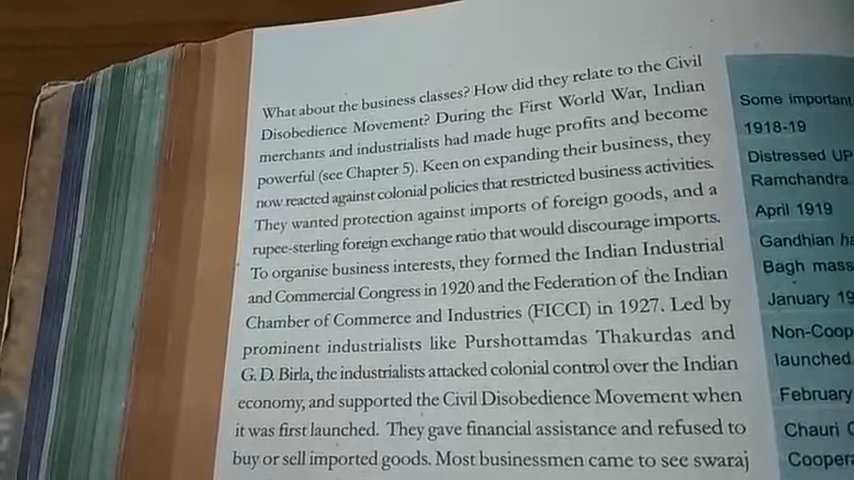 What about the business classes? How did they relate to the Civil
Disobedience Movement? During the First World War, Indian
merchants and industrialists had made huge profits and become
powerful (see Chapter 5). Keen on expanding their business, they
now reacted against colonial policies that restricted business activities.
They wanted protection against imports of foreign goods, and a
rupee-sterling foreign exchange ratio that would discourage imports.
To organise business interests, they formed the Indian Industrial
and Commercial Congress in 1920 and the Federation of the Indian
Chamber of Commerce and Industries (FICCI) in 1927. Led by
prominent industrialists like Purshottamdas Thakurdas and
G.D. Birla, the industrialists attacked colonial control over the Indian
economy, and supported the Civil Disobedience Movement when
it was first launched. They gave financial assistance and refused to
buy or sell imported goods. Most businessmen came to see swaraj
Some important
1918-19
Distressed UP
Ramchandra.
April 1919
Gandhian
Bagh mass
January 19
Non-Coop
launched.
February
Chauri
Coopera